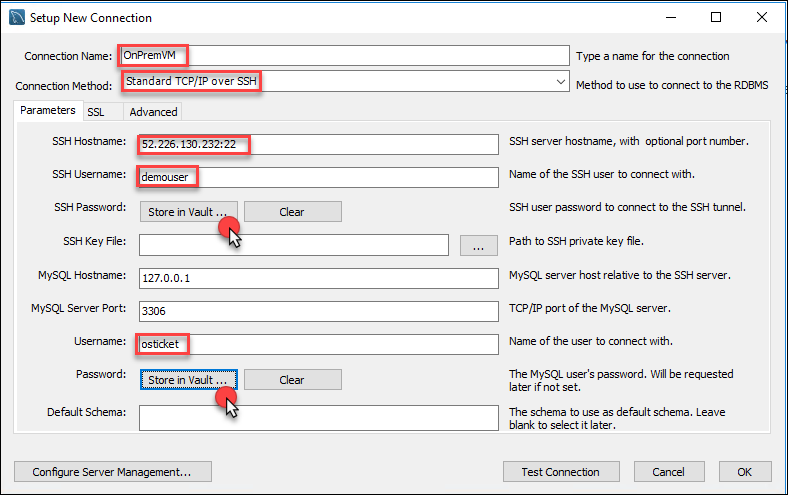 Setup New Connection
Connection Name: OnPremVM Type a name for the connection
Connection Method: Standard TCP/IP over SSH Method to use to connect to the RDBMS
Parameters SSL Advanced
SSH Hostname: 52.226.130.232:22 SSH server hostname, with optional port number.
SSH Username: demouser Name of the SSH user to connect with.
SSH Password: Store in Vault ... Clear SSH user password to connect to the SSH tunnel.
SSH Key File: ... Path to SSH private key file.
MySQL Hostname: 127.0.0.1 MySQL server host relative to the SSH server.
MySQL Server Port: 3306 TCP/IP port of the MySQL server.
Username: osticket Name of the user to connect with.
Password: Store in Vault ... Clear The MySQL user's password. Will be requested
later if not set.
Default Schema: The schema to use as default schema. Leave
blank to select it later.
Configure Server Management... Test Connection Cancel OK